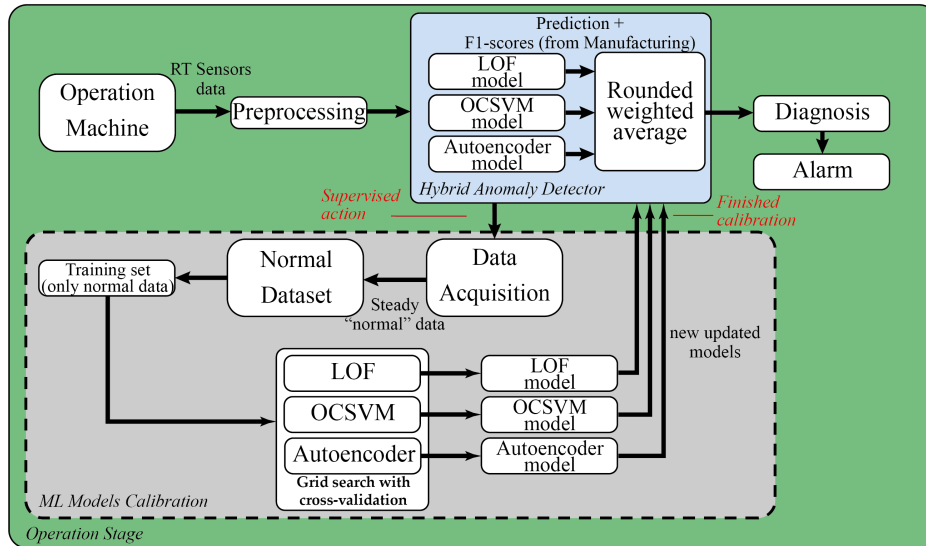 Prediction +
F1-scores (from Manufacturing)
RT Sensors
data
Operation
Machine
Preprocessing
LOF
model
OCSVM
model
Autoencoder
model
Rounded
weighted
average
Hybrid Anomaly Detector
Diagnosis
Alarm
Supervised
action
Finished
calibration
Training set
(only normal data)
Normal
Dataset
Steady
“normal” data
Data
Acquisition
new updated
models
LOF
OCSVM
Autoencoder
Grid search with
cross-validation
LOF
model
OCSVM
model
Autoencoder
model
ML Models Calibration
Operation Stage